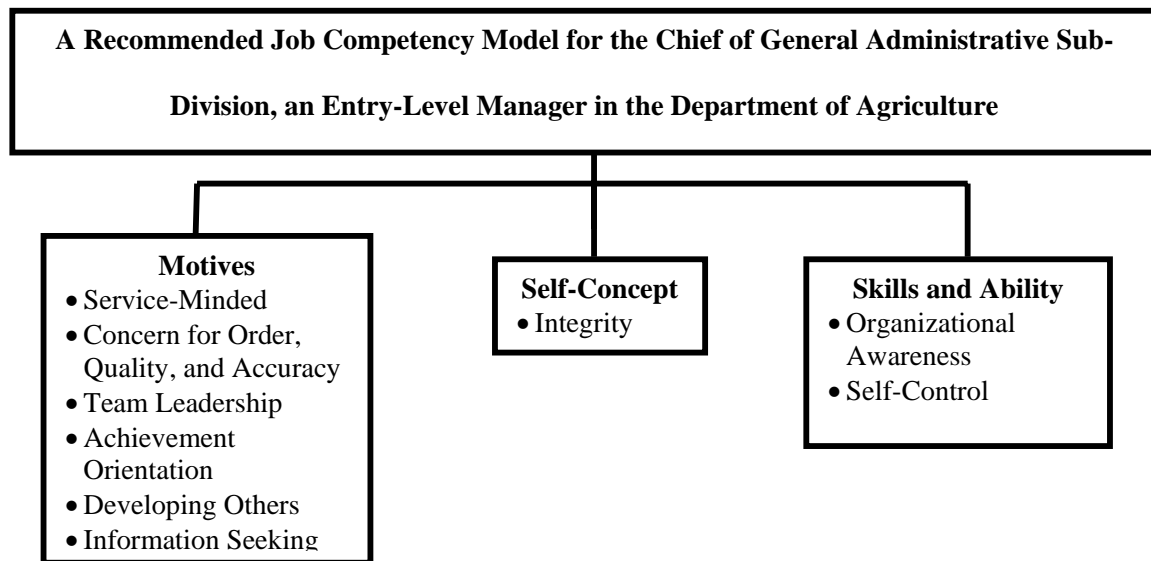 A Recommended Job Competency Model for the Chief of General Administrative Sub-
Division, an Entry-Level Manager in the Department of Agriculture
Motives
• Service-Minded
• Concern for Order,
Quality, and Accuracy
• Team Leadership
• Achievement
Orientation
• Developing Others
• Information Seeking
Self-Concept
• Integrity
Skills and Ability
• Organizational
Awareness
• Self-Control